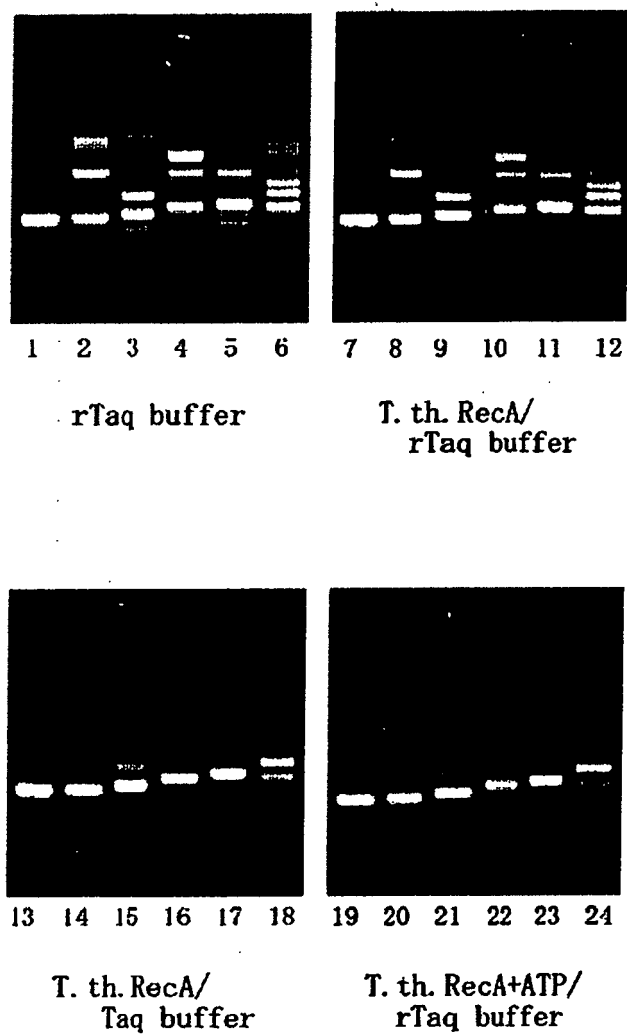 1 2 3 4 5 6
rTaq buffer
7 8 9 10 11 12
T. th. RecA/
rTaq buffer
13 14 15 16 17 18
T. th. RecA/
Taq buffer
19 20 21 22 23 24
T. th. RecA+ATP/
rTaq buffer